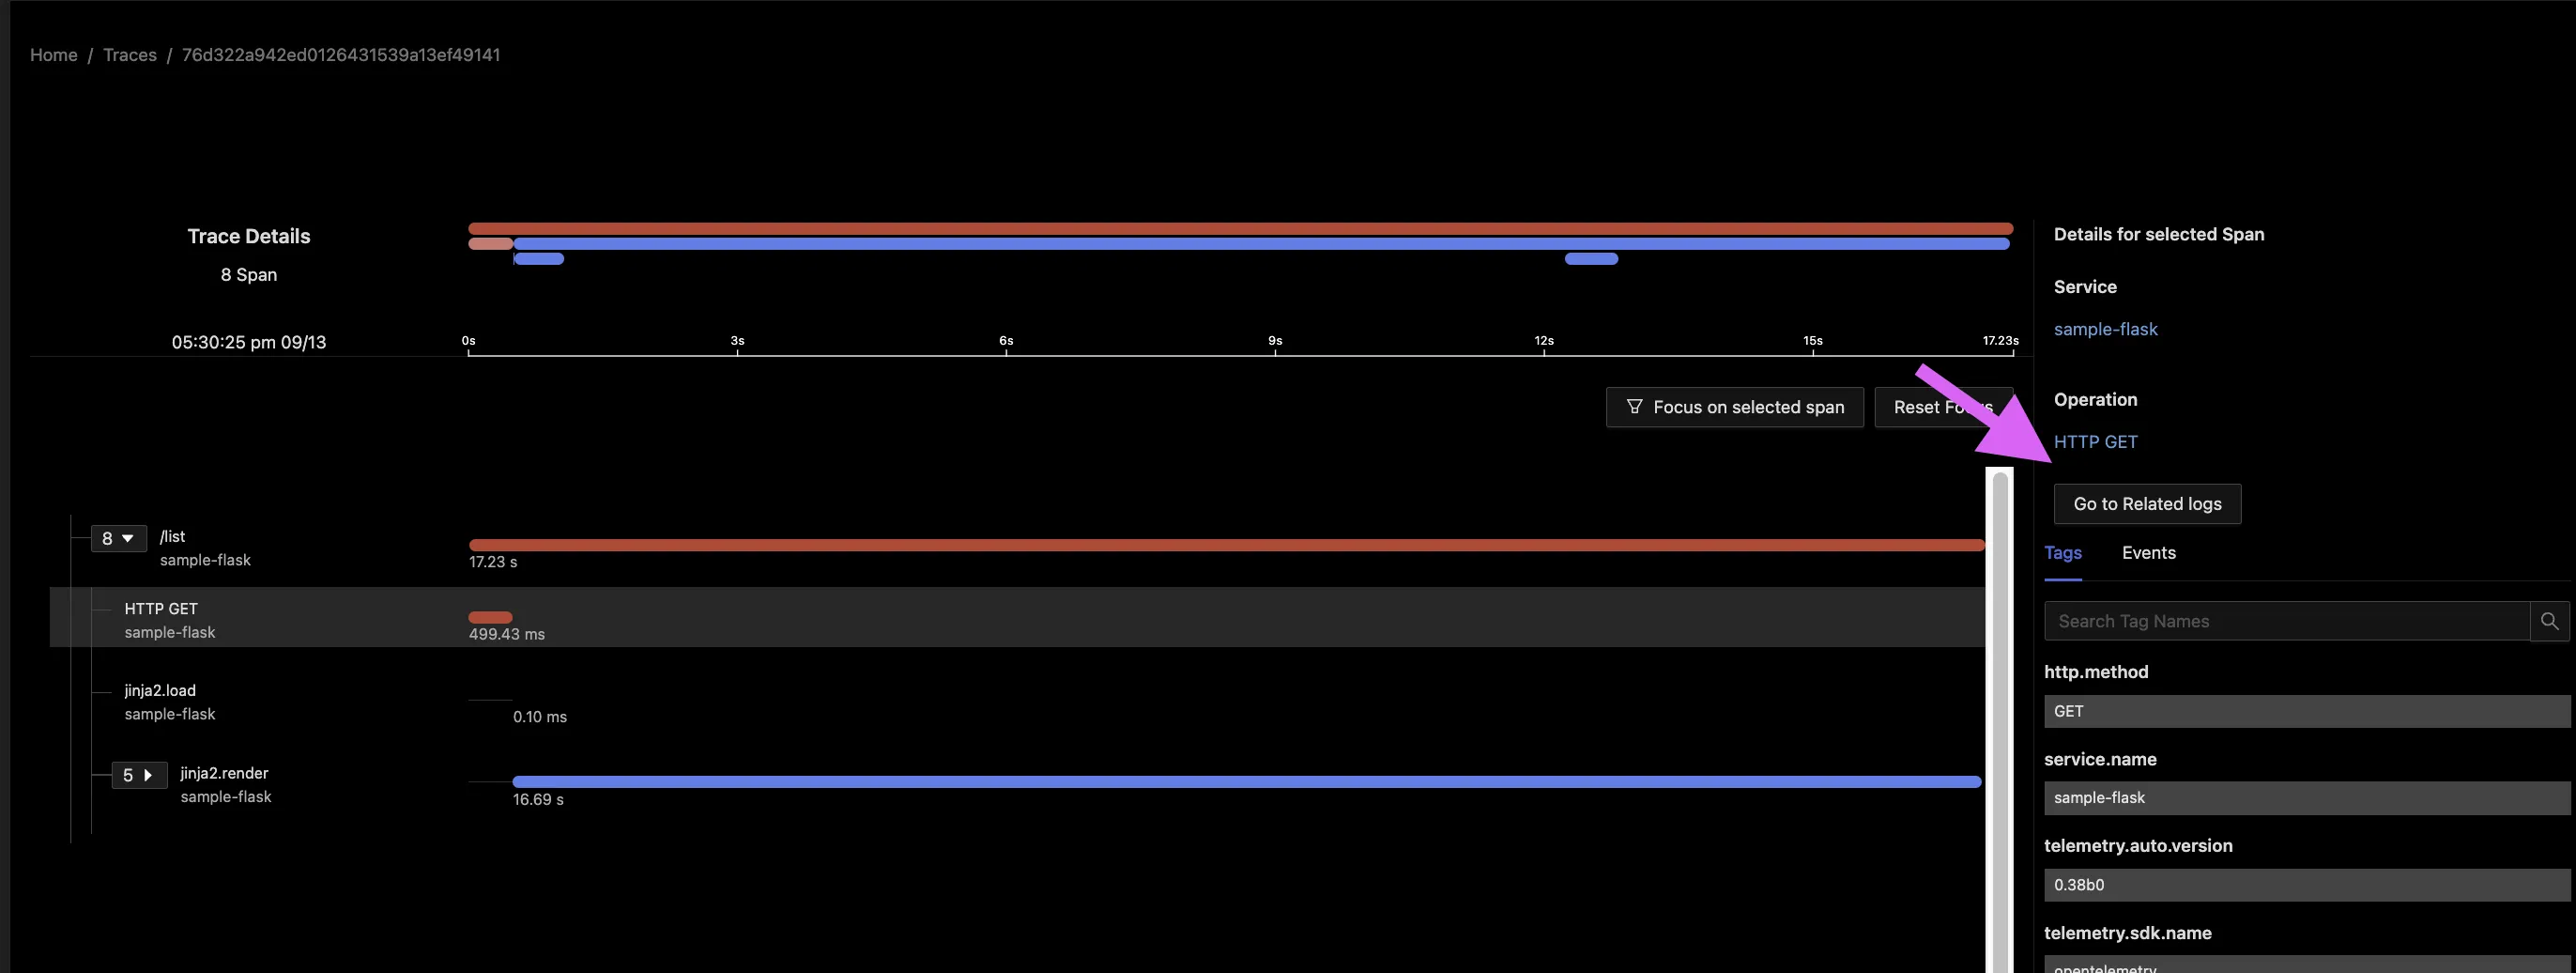 Home / Traces / 76d322a942ed0126431539a13ef49141
Trace Details
8 Span
05:30:25 pm 09/13
0s 3s 6s 9s 12s 15s 17.23s
Focus on selected span
Reset Focus
8 /list
sample-flask
17.23 s
HTTP GET
sample-flask
499.43 ms
jinja2.load
sample-flask
0.10 ms
5 jinja2.render
sample-flask
16.69 s
Details for selected Span
Service
sample-flask
Operation
HTTP GET
Go to Related logs
Tags Events
Search Tag Names
http.method
GET
service.name
sample-flask
telemetry.auto.version
0.38b0
telemetry.sdk.name
opentelemetry